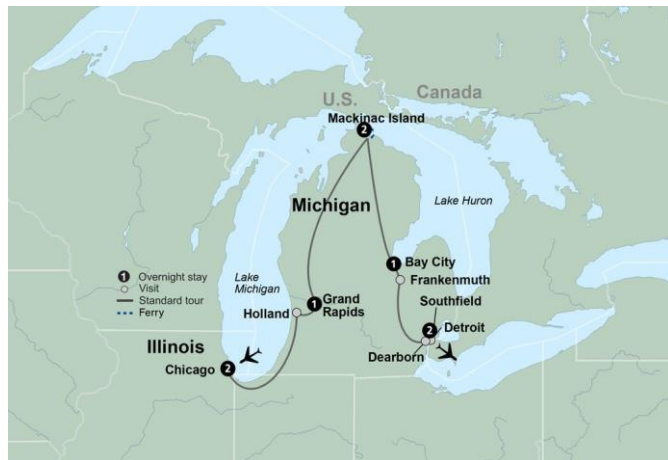 U.S.
Canada
Mackinac Island
2
Lake Huron
Michigan
1
Bay City
Frankenmuth
Southfield
2
Detroit
Dearborn
1 Overnight stay
Visit
Standard tour
Ferry
Lake
Michigan
1
Grand
Rapids
Holland
Illinois
Chicago
2